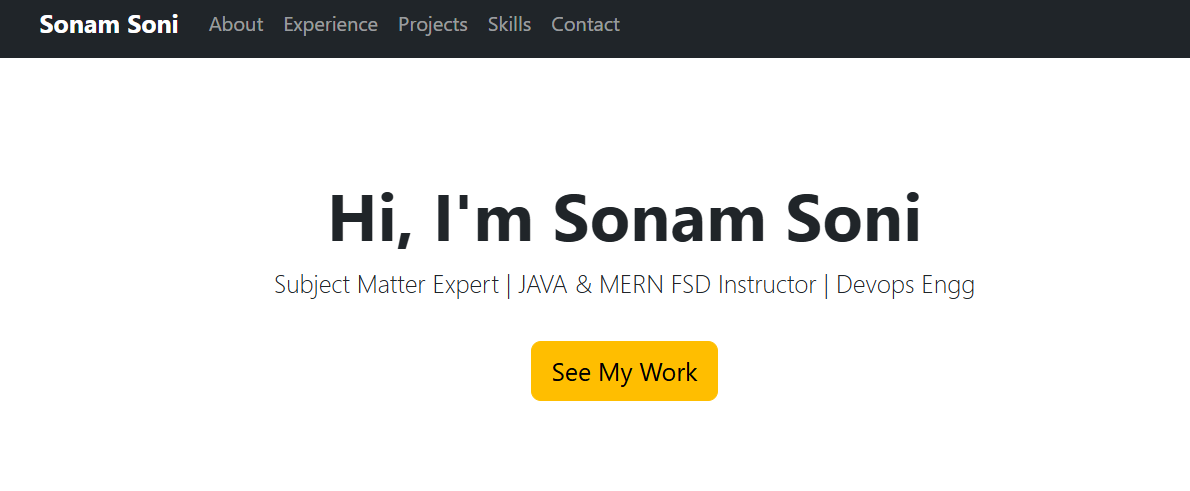 Sonam Soni About Experience Projects Skills Contact
Hi, I'm Sonam Soni
Subject Matter Expert | JAVA & MERN FSD Instructor | Devops Engg
See My Work